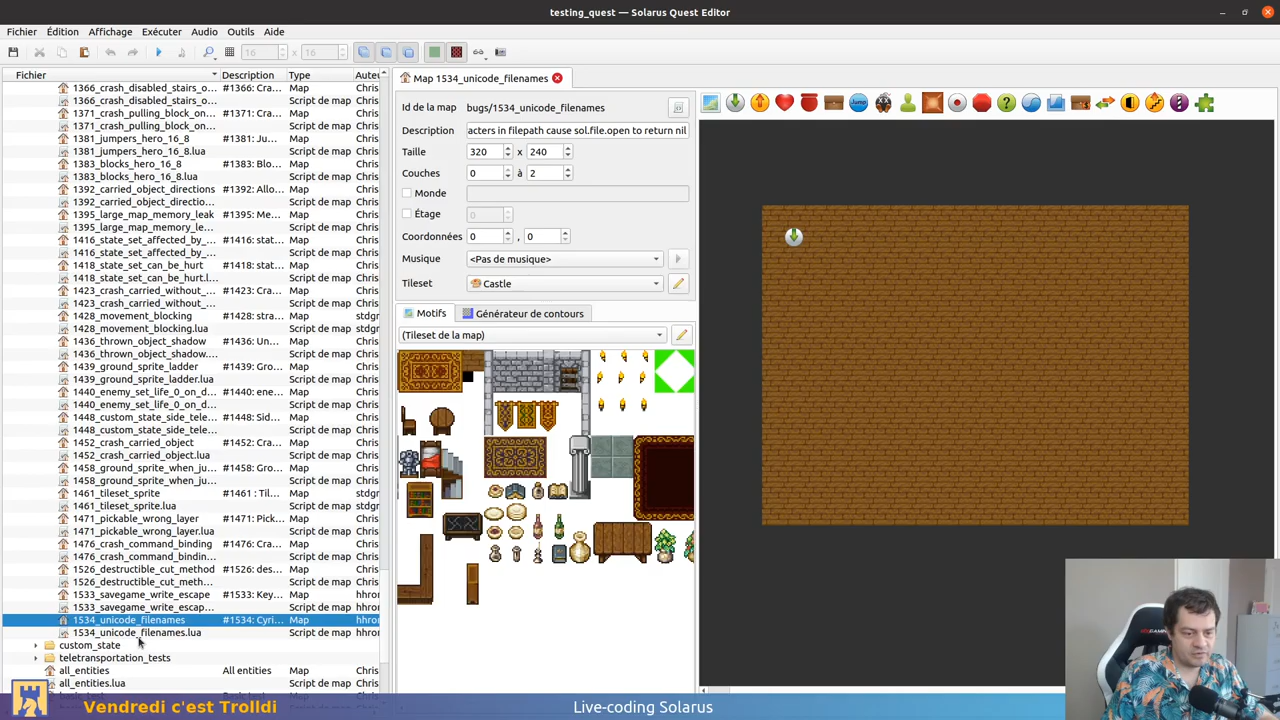 testing_quest — Solarus Quest Editor
Fichier Édition Affichage Exécuter Audio Outils Aide
16 x 16
Fichier Description Type Auteu
1366_crash_disabled_stairs_o... #1366: Cra... Map Chris
1366_crash_disabled_stairs_o... Script de map Chris
1371_crash_pulling_block_on... #1371: Cra... Map Chris
1371_crash_pulling_block_on... Script de map Chris
1381_jumpers_hero_16_8 #1381: Ju... Map Chris
1381_jumpers_hero_16_8.lua Script de map Chris
1383_blocks_hero_16_8 #1383: Blo... Map Chris
1383_blocks_hero_16_8.lua Script de map Chris
1392_carried_object_directions #1392: Allo... Map Chris
1392_carried_object_directio... Script de map Chris
1395_large_map_memory_leak #1395: Me... Map Chris
1395_large_map_memory_le... Script de map Chris
1416_state_set_affected_by_... #1416: stat... Map Chris
1416_state_set_affected_by_... Script de map Chris
1418_state_set_can_be_hurt #1418: stat... Map Chris
1418_state_set_can_be_hurt.l... Script de map Chris
1423_crash_carried_without_... #1423: Cra... Map Chris
1423_crash_carried_without_... Script de map Chris
1428_movement_blocking #1428: stra... Map stdgr
1428_movement_blocking.lua Script de map Chris
1436_thrown_object_shadow #1436: Un... Map Chris
1436_thrown_object_shadow.... Script de map Chris
1439_ground_sprite_ladder #1439: Gr... Map Chris
1439_ground_sprite_ladder.lua Script de map Chris
1440_enemy_set_life_0_on_d... #1440: ene... Map Chris
1440_enemy_set_life_0_on_d... Script de map Chris
1448_custom_state_side_tele... #1448: Sid... Map Chris
1448_custom_state_side_tele... Script de map Chris
1452_crash_carried_object #1452: Cra... Map Chris
1452_crash_carried_object.lua Script de map Chris
1458_ground_sprite_when_ju... #1458: Gro... Map Chris
1458_ground_sprite_when_ju... Script de map Chris
1461_tileset_sprite #1461 : Til... Map stdgr
1461_tileset_sprite.lua Script de map stdgr
1471_pickable_wrong_layer #1471: Pick... Map Chris
1471_pickable_wrong_layer.lua Script de map Chris
1476_crash_command_binding #1476: Cra... Map Chris
1476_crash_command_bindin... Script de map Chris
1526_destructible_cut_method #1526: des... Map Chris
1526_destructible_cut_meth... Script de map Chris
1533_savegame_write_escape #1533: Key... Map hhror
1533_savegame_write_escap... Script de map hhror
1534_unicode_filenames #1534: Cyri... Map hhror
1534_unicode_filenames.lua Script de map hhror
custom_state
teletransportation_tests
all_entities All entities Map Chris
all_entities.lua Script de map Chris
Map 1534_unicode_filenames
Id de la map bugs/1534_unicode_filenames
Description acters in filepath cause sol.file.open to return nil
Taille 320 x 240
Couches 0 à 2
Monde
Étage 0
Coordonnées 0 , 0
Musique <Pas de musique>
Tileset Castle
Motifs Générateur de contours
(Tileset de la map)
Jump
Vendredi c'est Trolldi Live-coding Solarus